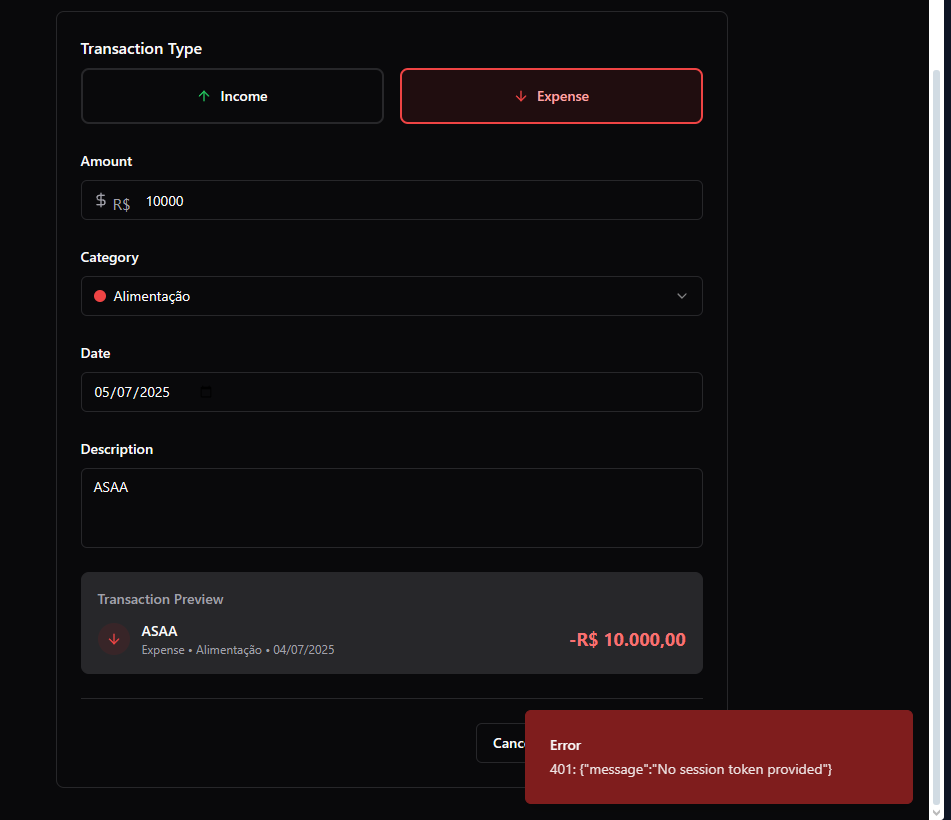 Transaction Type
Income
Expense
Amount
$ R$ 10000
Category
Alimentação
Date
05/07/2025
Description
ASAA
Transaction Preview
ASAA
Expense • Alimentação • 04/07/2025
-R$ 10.000,00
Canc
Error
401: {"message":"No session token provided"}